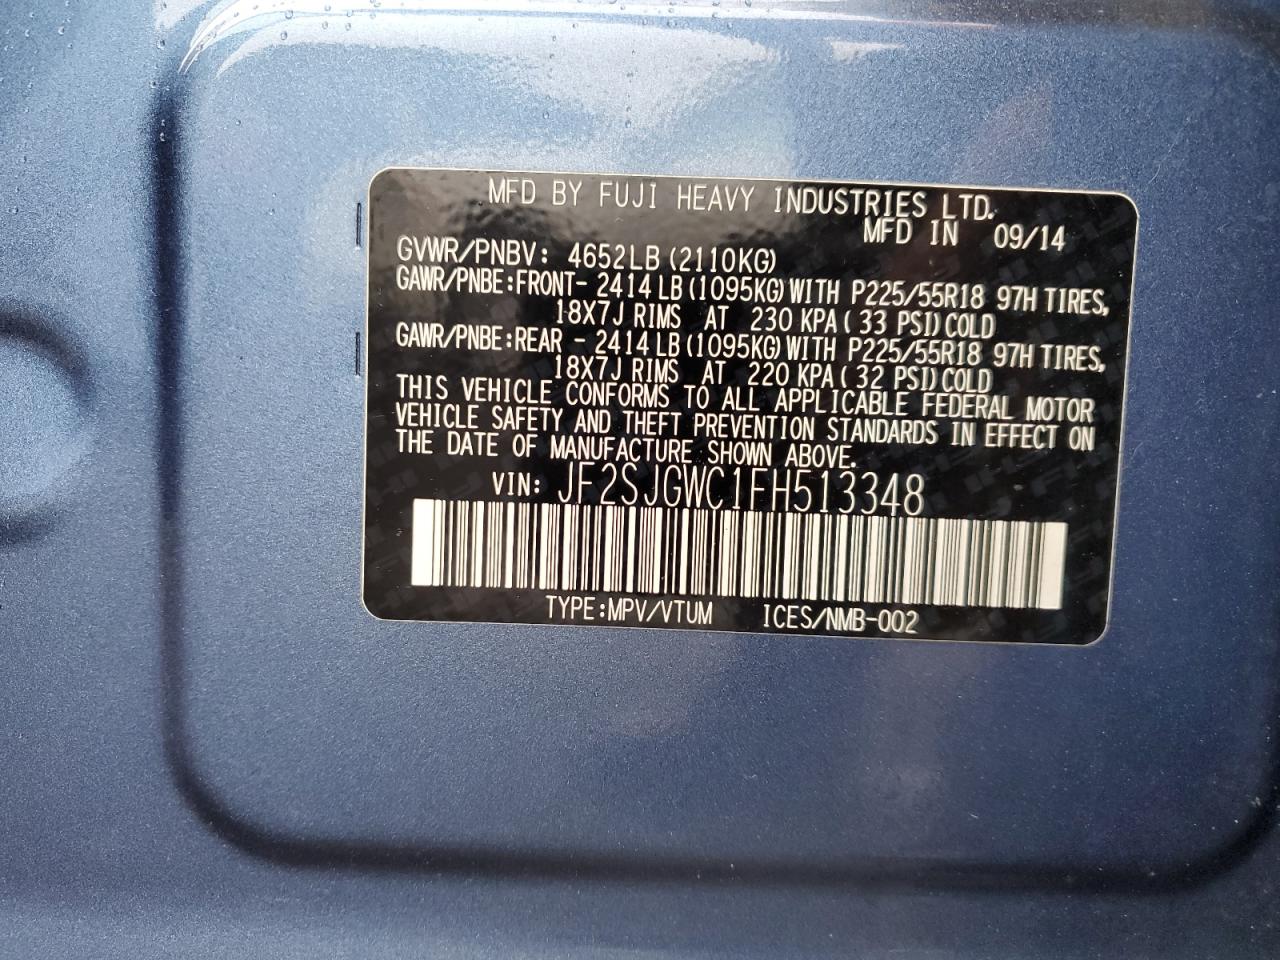 MFD BY FUJI HEAVY INDUSTRIES LTD.
MFD IN 09/14
GVWR/PNBV: 4652LB (2110KG)
GAWR/PNBE:FRONT- 2414 LB (1095KG) WITH P225/55R18 97H TIRES,
18X7J RIMS AT 230 KPA ( 33 PSI) COLD
GAWR/PNBE:REAR - 2414 LB (1095KG) WITH P225/55R18 97H TIRES,
18X7J RIMS AT 220 KPA ( 32 PSI) COLD
THIS VEHICLE CONFORMS TO ALL APPLICABLE FEDERAL MOTOR
VEHICLE SAFETY AND THEFT PREVENTION STANDARDS IN EFFECT ON
THE DATE OF MANUFACTURE SHOWN ABOVE.
VIN: JF2SJGWC1FH513348
TYPE:MPV/VTUM ICES/NMB-002